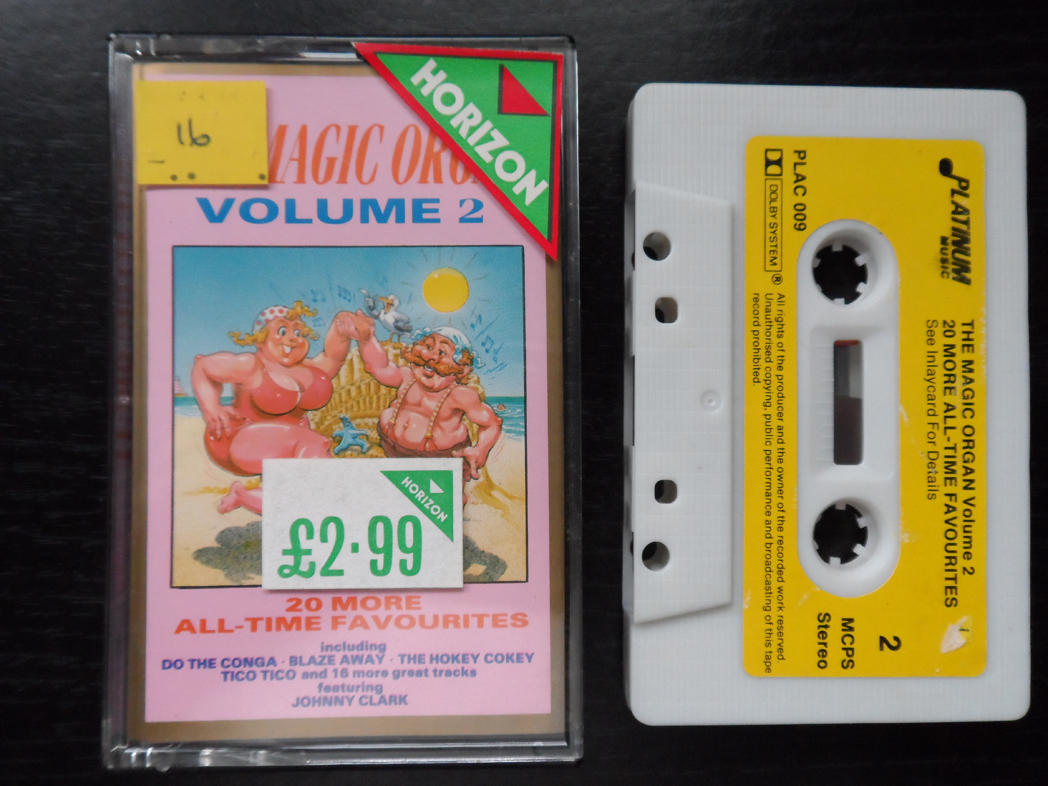 HORIZON
16
MAGIC ORG
VOLUME 2
HORIZON
£2·99
20 MORE
ALL-TIME FAVOURITES
including
DO THE CONGA · BLAZE AWAY · THE HOKEY COKEY
TICO TICO and 16 more great tracks
featuring
JOHNNY CLARK
PLATINUM
MUSIC
THE MAGIC ORGAN Volume 2
20 MORE ALL-TIME FAVOURITES
See Inlaycard For Details
2
MCPS
Stereo
PLAC 009
DOLBY SYSTEM ®
All rights of the producer and the owner of the recorded work reserved.
Unauthorised copying, public performance and broadcasting of this tape
record prohibited.